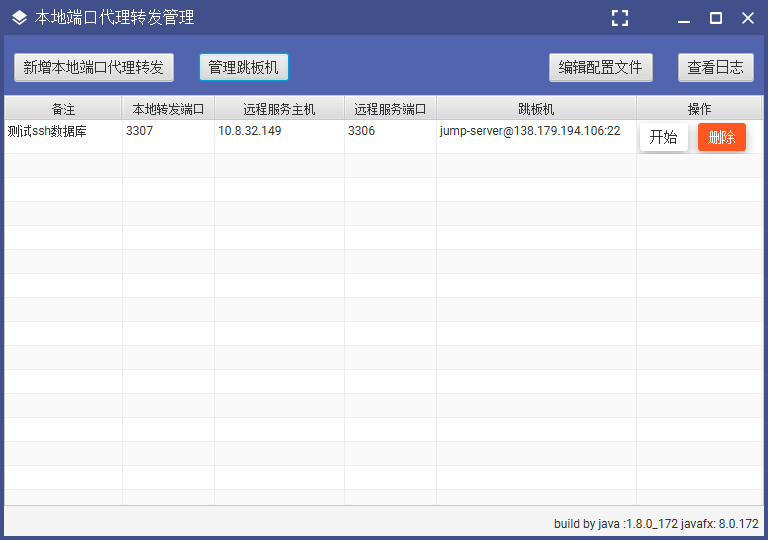 本地端口代理转发管理
新增本地端口代理转发 管理跳板机 编辑配置文件 查看日志
备注 本地转发端口 远程服务主机 远程服务端口 跳板机 操作
测试ssh数据库 3307 10.8.32.149 3306 jump-server@138.179.194.106:22 开始 删除
build by java :1.8.0_172 javafx: 8.0.172